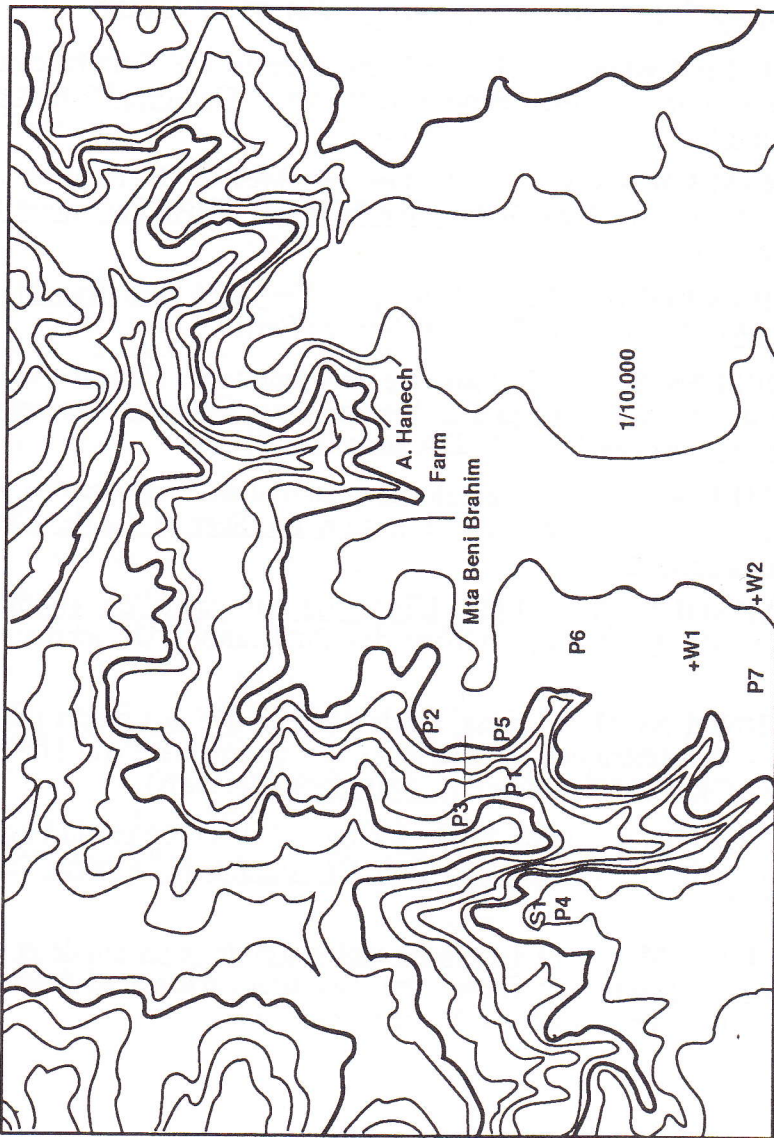 A. Hanech
Farm
Mta Beni Brahim
1/10.000
P2
P3
P1
P5
P6
S1
P4
+W1
+W2
P7